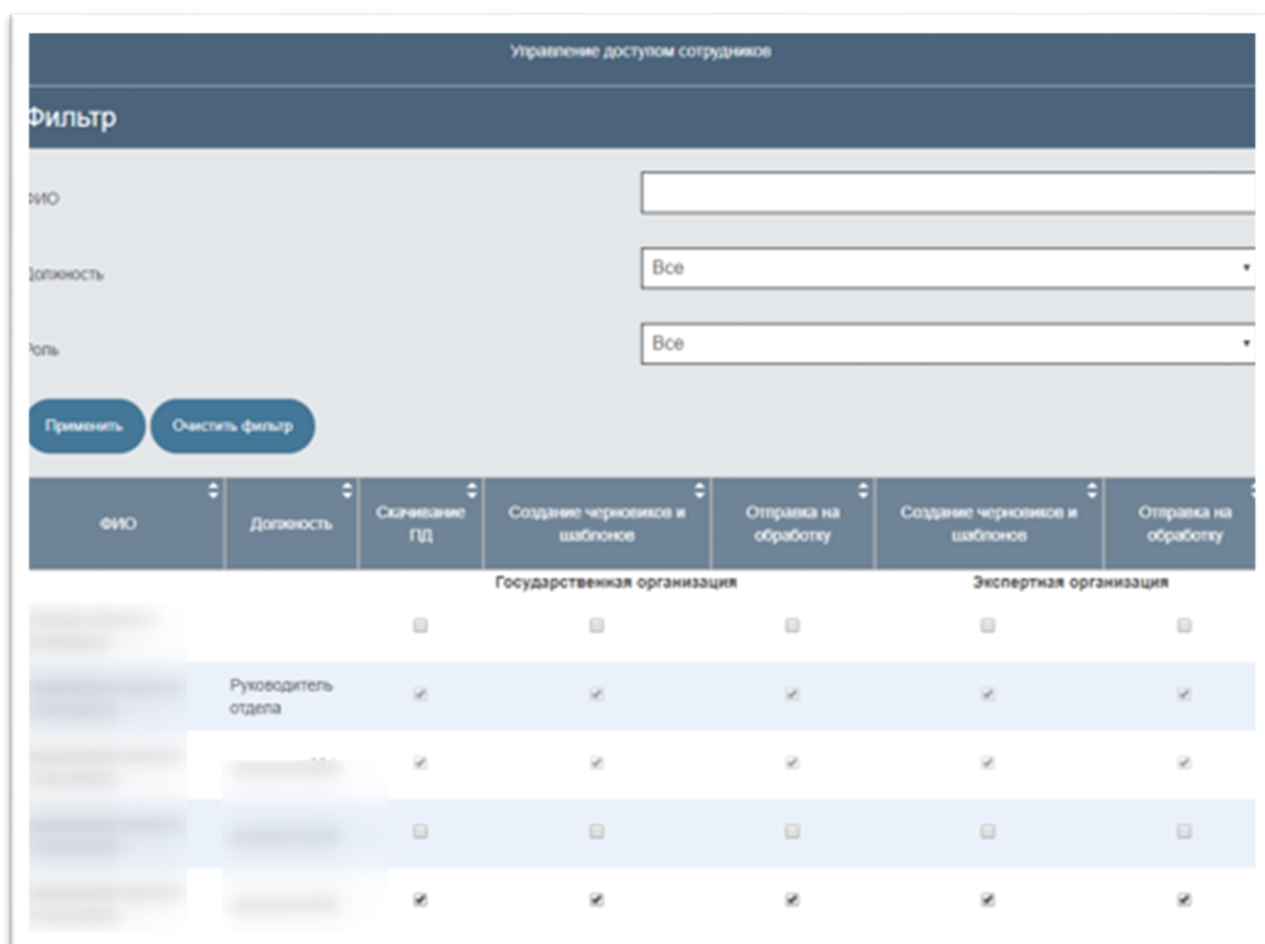 Управление доступом сотрудников
Фильтр
ФИО
Должность
Все
Роль
Все
Применить Очистить фильтр
ФИО Должность Скачивание ПД Создание черновиков и шаблонов Отправка на обработку Создание черновиков и шаблонов Отправка на обработку
Государственная организация Экспертная организация
Руководитель
отдела